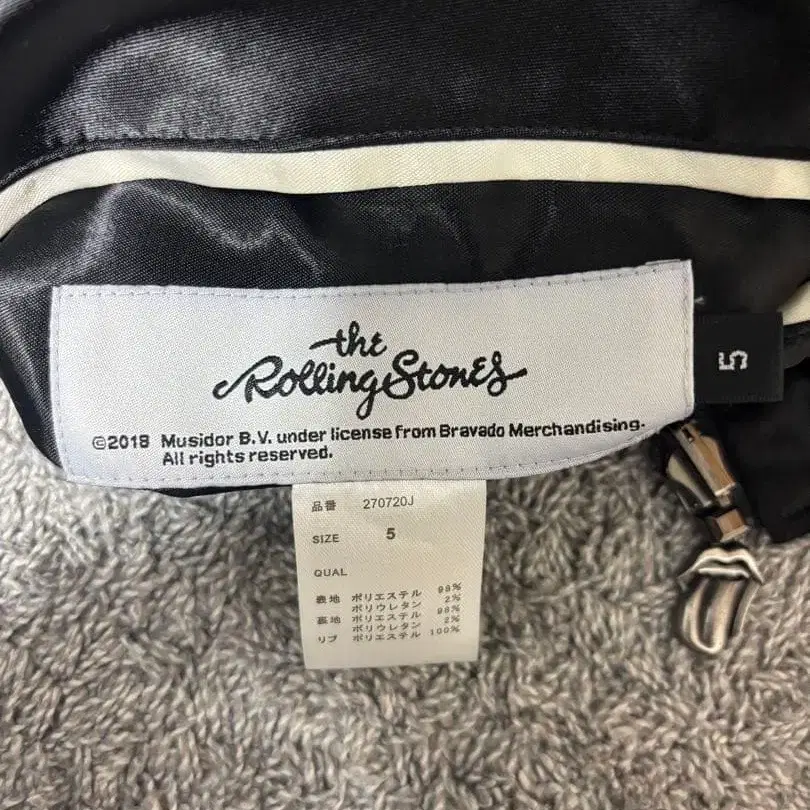 the
Rolling Stones
©2018 Musidor B.V. under license from Bravado Merchandising.
All rights reserved.
5
品番 270720J
SIZE 5
QUAL
表地 ポリエステル 98%
ポリウレタン 2%
裏地 ポリエステル 98%
ポリウレタン 2%
リブ ポリエステル 100%